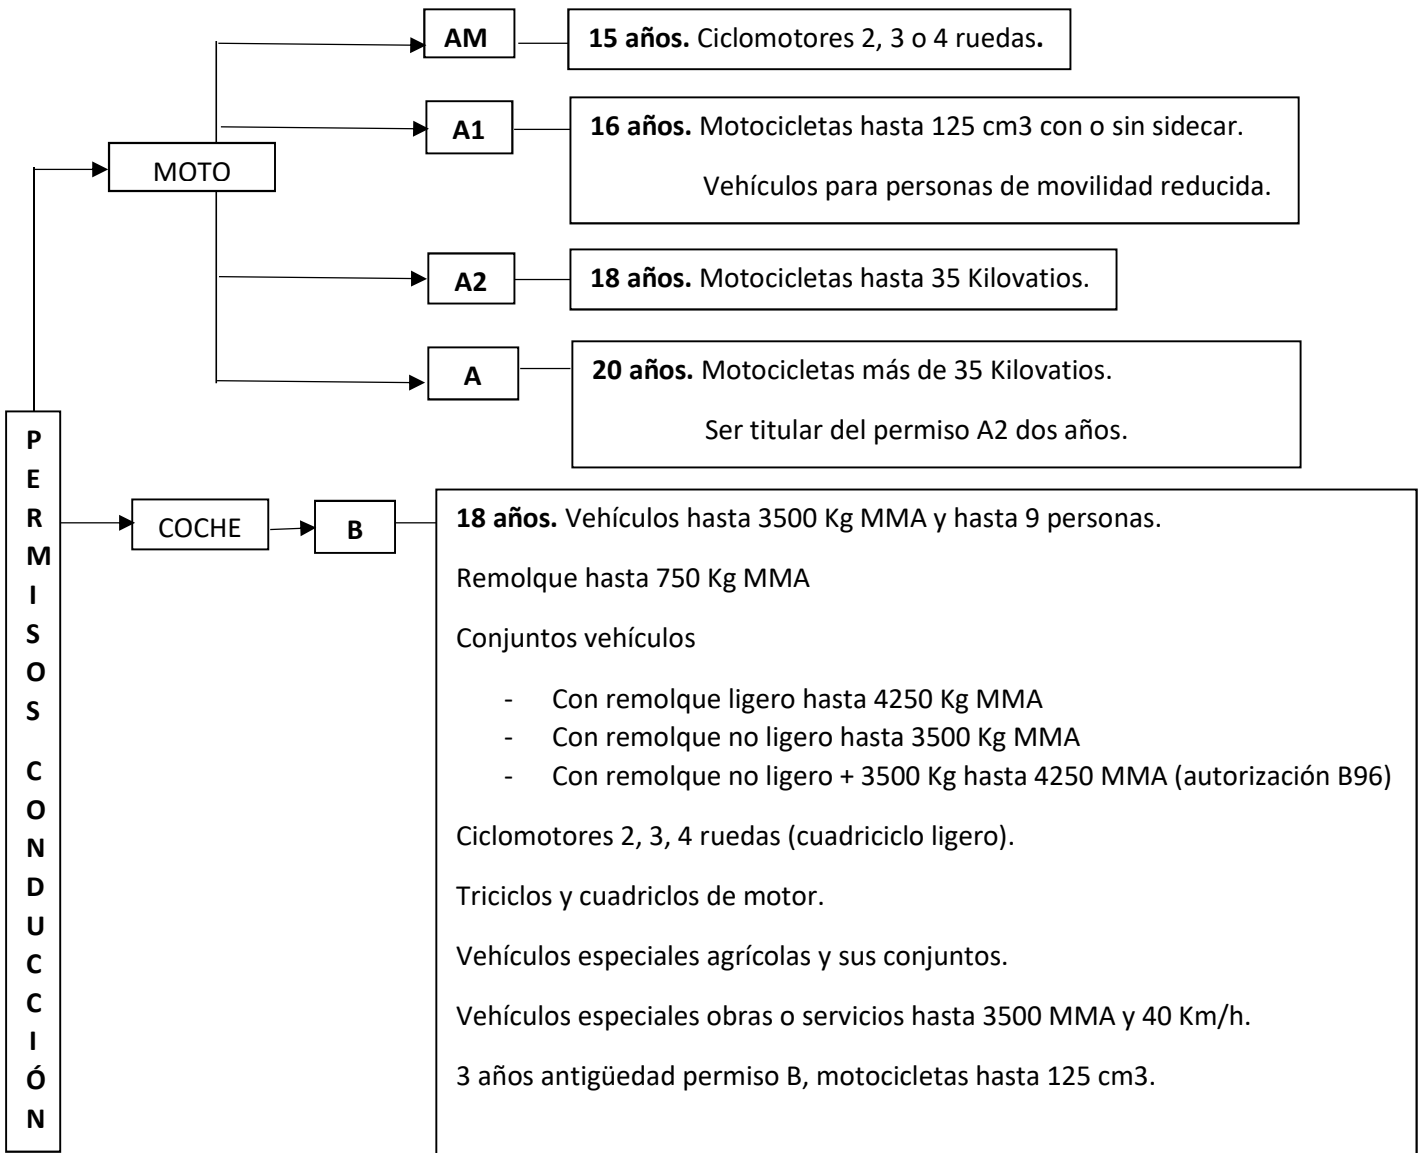 AM
15 años. Ciclomotores 2, 3 o 4 ruedas.
A1
16 años. Motocicletas hasta 125 cm3 con o sin sidecar.
Vehículos para personas de movilidad reducida.
MOTO
A2
18 años. Motocicletas hasta 35 Kilovatios.
A
20 años. Motocicletas más de 35 Kilovatios.
Ser titular del permiso A2 dos años.
PERMISOS CONDUCCIÓN
COCHE
B
18 años. Vehículos hasta 3500 Kg MMA y hasta 9 personas.
Remolque hasta 750 Kg MMA
Conjuntos vehículos
- Con remolque ligero hasta 4250 Kg MMA
- Con remolque no ligero hasta 3500 Kg MMA
- Con remolque no ligero + 3500 Kg hasta 4250 MMA (autorización B96)
Ciclomotores 2, 3, 4 ruedas (cuadriciclo ligero).
Triciclos y cuadriclos de motor.
Vehículos especiales agrícolas y sus conjuntos.
Vehículos especiales obras o servicios hasta 3500 MMA y 40 Km/h.
3 años antigüedad permiso B, motocicletas hasta 125 cm3.